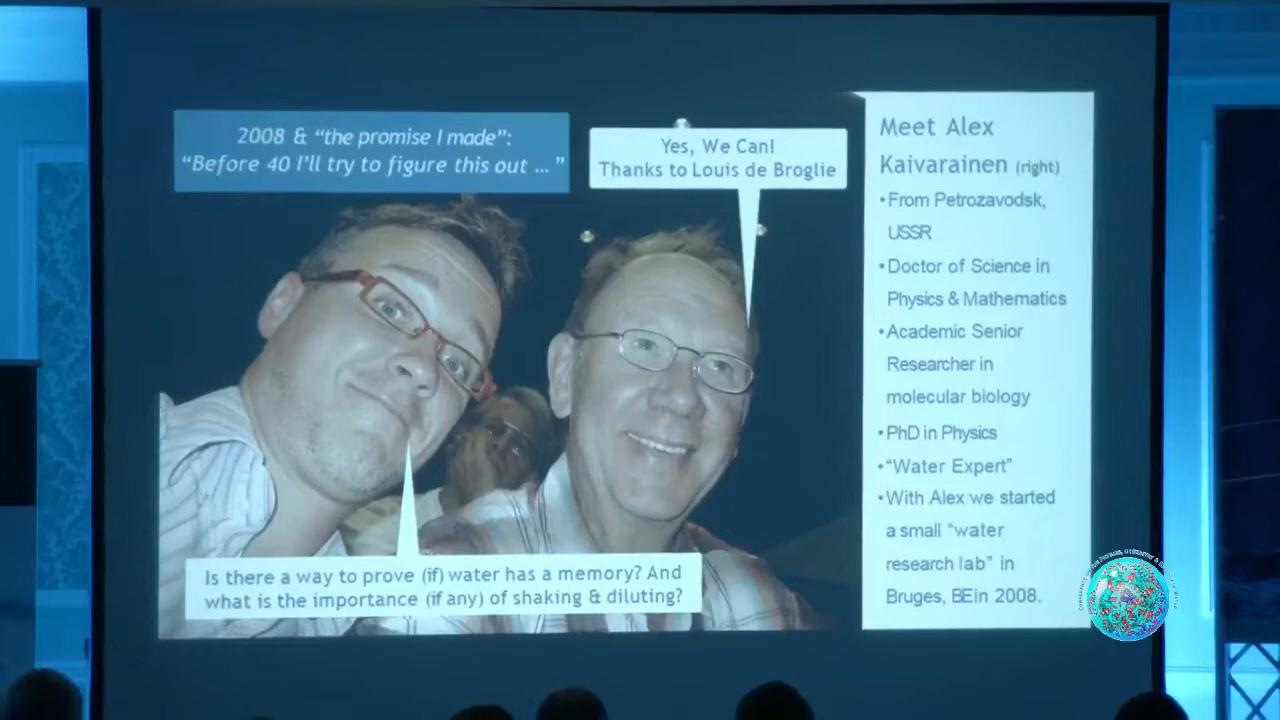 2008 & “the promise I made”:
“Before 40 I’ll try to figure this out ...”
Yes, We Can!
Thanks to Louis de Broglie
Is there a way to prove (if) water has a memory? And
what is the importance (if any) of shaking & diluting?
Meet Alex
Kaivarainen (right)
•From Petrozavodsk,
USSR
•Doctor of Science in
Physics & Mathematics
•Academic Senior
Researcher in
molecular biology
•PhD in Physics
•“Water Expert”
•With Alex we started
a small “water
research lab” in
Bruges, BE in 2008.